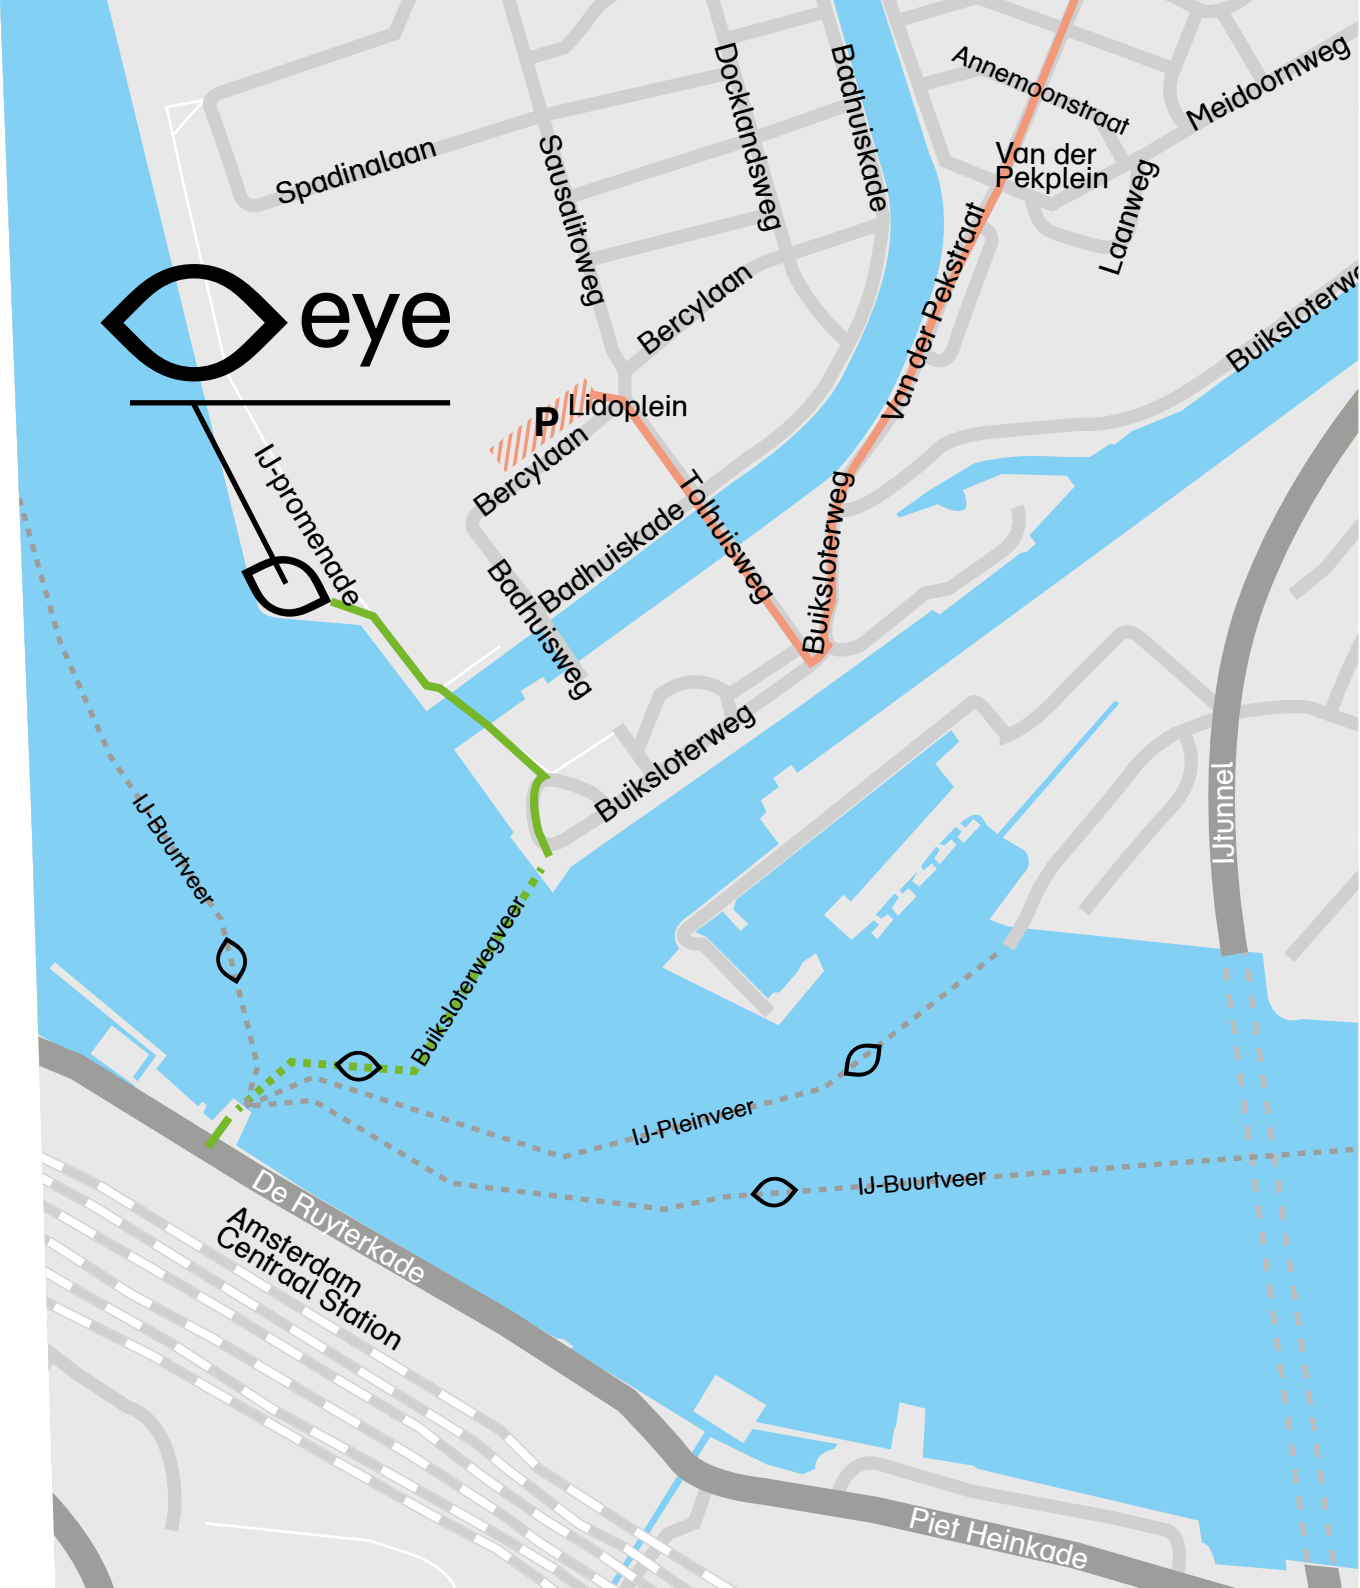 Annemoonstraat
Meidoornweg
Docklandsweg
Badhuiskade
Spadinalaan
Sausalitoweg
Van der
Pekplein
Laanweg
eye
Bercylaan
Van der Pekstraat
Buiksloterwe
P
Lidoplein
Bercylaan
IJ-promenade
Tolhuisweg
Badhuiskade
Buiksloterweg
Badhuisweg
Buiksloterweg
IJtunnel
IJ-Buurtveer
Buiksloterwegveer
IJ-Pleinveer
IJ-Buurtveer
De Ruyterkade
Amsterdam
Centraal Station
Piet Heinkade